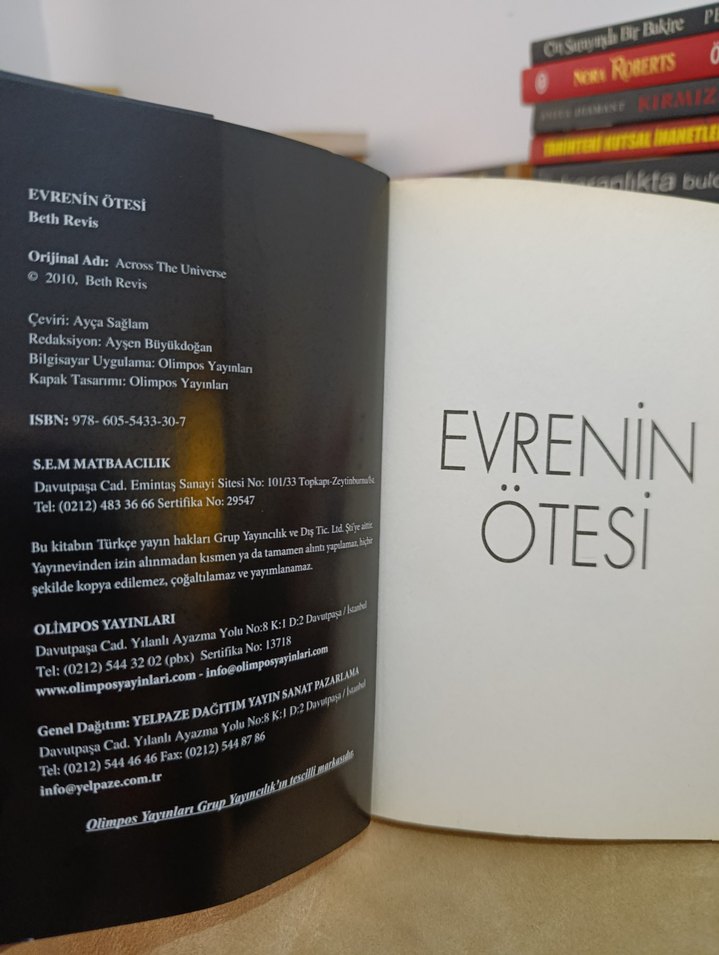 EVRENİN ÖTESİ
Beth Revis
Orijinal Adı: Across The Universe
© 2010, Beth Revis
Çeviri: Ayça Sağlam
Redaksiyon: Ayşen Büyükdoğan
Bilgisayar Uygulama: Olimpos Yayınları
Kapak Tasarımı: Olimpos Yayınları
ISBN: 978- 605-5433-30-7
S.E.M MATBAACILIK
Davutpaşa Cad. Emintaş Sanayi Sitesi No: 101/33 Topkapı-Zeytinburnu/İst
Tel: (0212) 483 36 66 Sertifika No: 29547
Bu kitabın Türkçe yayın hakları Grup Yayıncılık ve Dış Tic. Ltd. Şti'ye aittir.
Yayınevinden izin alınmadan kısmen ya da tamamen alıntı yapılamaz, hiçbir
şekilde kopya edilemez, çoğaltılamaz ve yayımlanamaz.
OLİMPOS YAYINLARI
Davutpaşa Cad. Yılanlı Ayazma Yolu No:8 K:1 D:2 Davutpaşa / İstanbul
Tel: (0212) 544 32 02 (pbx) Sertifika No: 13718
www.olimposyayinlari.com - info@olimposyayinlari.com
Genel Dağıtım: YELPAZE DAĞITIM YAYIN SANAT PAZARLAMA
Davutpaşa Cad. Yılanlı Ayazma Yolu No:8 K:1 D:2 Davutpaşa / İstanbul
Tel: (0212) 544 46 46 Fax: (0212) 544 87 86
info@yelpaze.com.tr
Olimpos Yayınları Grup Yayıncılık'ın tescilli markasıdır.
EVRENİN
ÖTESİ
Çin Sarayında Bir Bakire
NORA ROBERTS
KIRMIZ
KUTSAL
bul